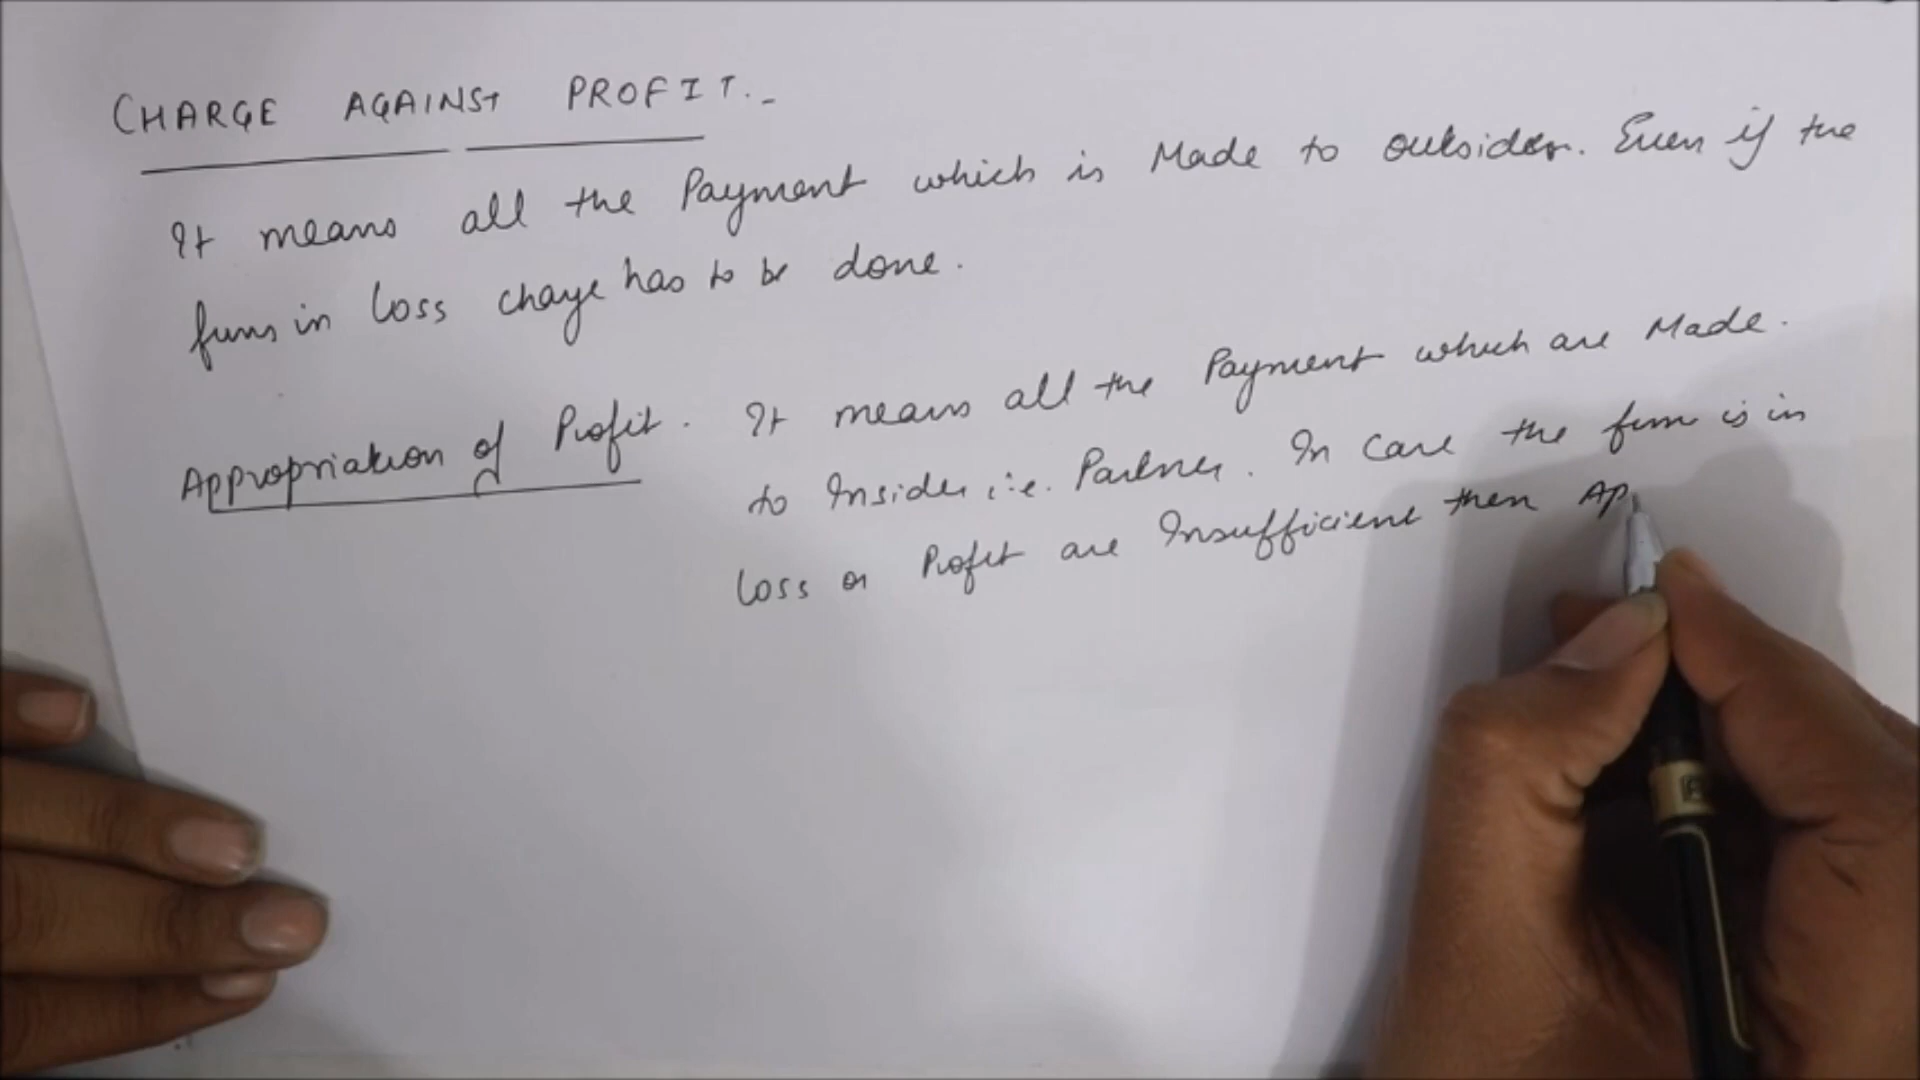 CHARGE AGAINST PROFIT.-
It means all the Payment which is Made to outsider. Even if the
firm in loss charge has to be done.
Appropriation of Profit. It means all the Payment which are Made.
to Insider i.e. Partner. In Case the firm is in
loss or Profit are Insufficient then Ap